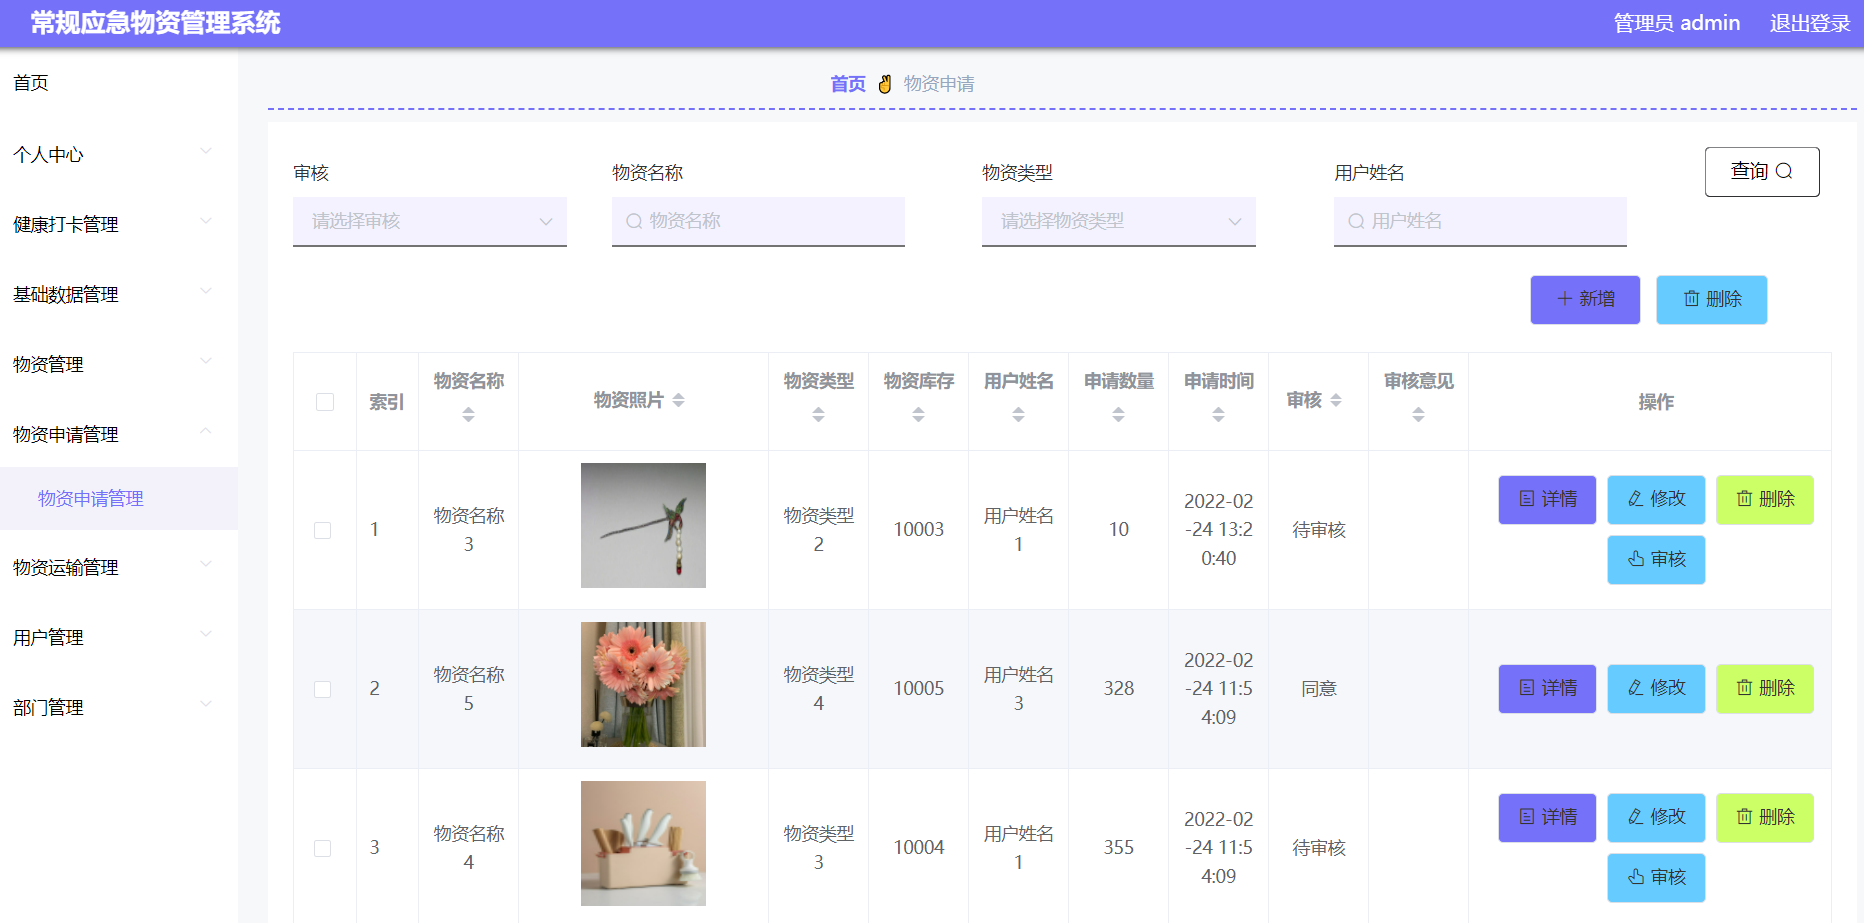 常规应急物资管理系统
管理员 admin 退出登录
首页
个人中心
健康打卡管理
基础数据管理
物资管理
物资申请管理
物资申请管理
物资运输管理
用户管理
部门管理
首页 ✌ 物资申请
审核 物资名称 物资类型 用户姓名
请选择审核 物资名称 请选择物资类型 用户姓名
查询
新增 删除
索引 物资名称 物资照片 物资类型 物资库存 用户姓名 申请数量 申请时间 审核 审核意见 操作
1
物资名称
3
物资类型
2
10003
用户姓名
1
10
2022-02
-24 13:2
0:40
待审核
详情 修改 删除
审核
2
物资名称
5
物资类型
4
10005
用户姓名
3
328
2022-02
-24 11:5
4:09
同意
详情 修改 删除
3
物资名称
4
物资类型
3
10004
用户姓名
1
355
2022-02
-24 11:5
4:09
待审核
详情 修改 删除
审核